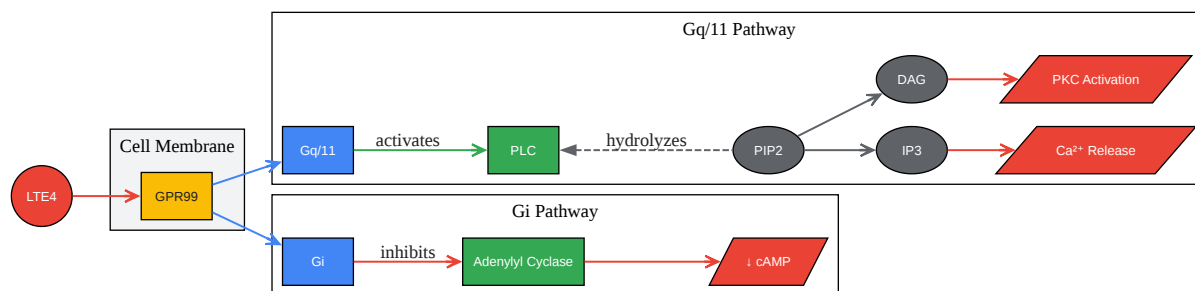 Gq/11 Pathway
DAG
PKC Activation
Cell Membrane
Gq/11
activates
PLC
hydrolyzes
PIP2
IP3
Ca²⁺ Release
LTE4
GPR99
Gi Pathway
Gi
inhibits
Adenylyl Cyclase
↓ cAMP